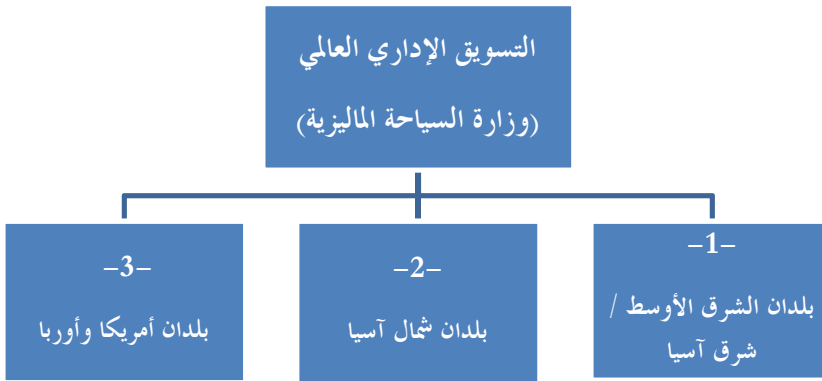 التسويق الإداري العالمي
(وزارة السياحة الماليزية)
-1-
بلدان الشرق الأوسط /
شرق آسيا
-2-
بلدان شمال آسيا
-3-
بلدان أمريكا وأوربا